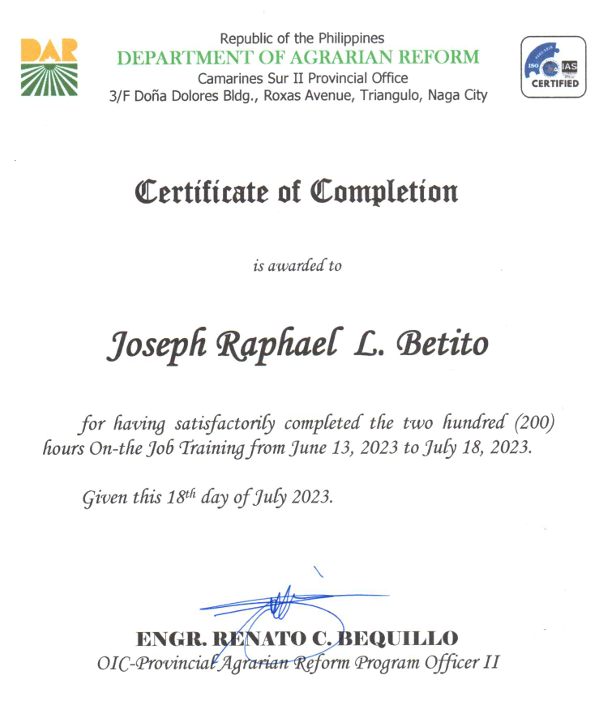 Republic of the Philippines
DAR
DEPARTMENT OF AGRARIAN REFORM
Camarines Sur II Provincial Office
3/F Doña Dolores Bldg., Roxas Avenue, Triangulo, Naga City
ISO
IAS
CERTIFIED
Certificate of Completion
is awarded to
Joseph Raphael L. Betito
for having satisfactorily completed the two hundred (200)
hours On-the Job Training from June 13, 2023 to July 18, 2023.
Given this 18th day of July 2023.
ENGR. RENATO C. BEQUILLO
OIC-Provincial Agrarian Reform Program Officer II